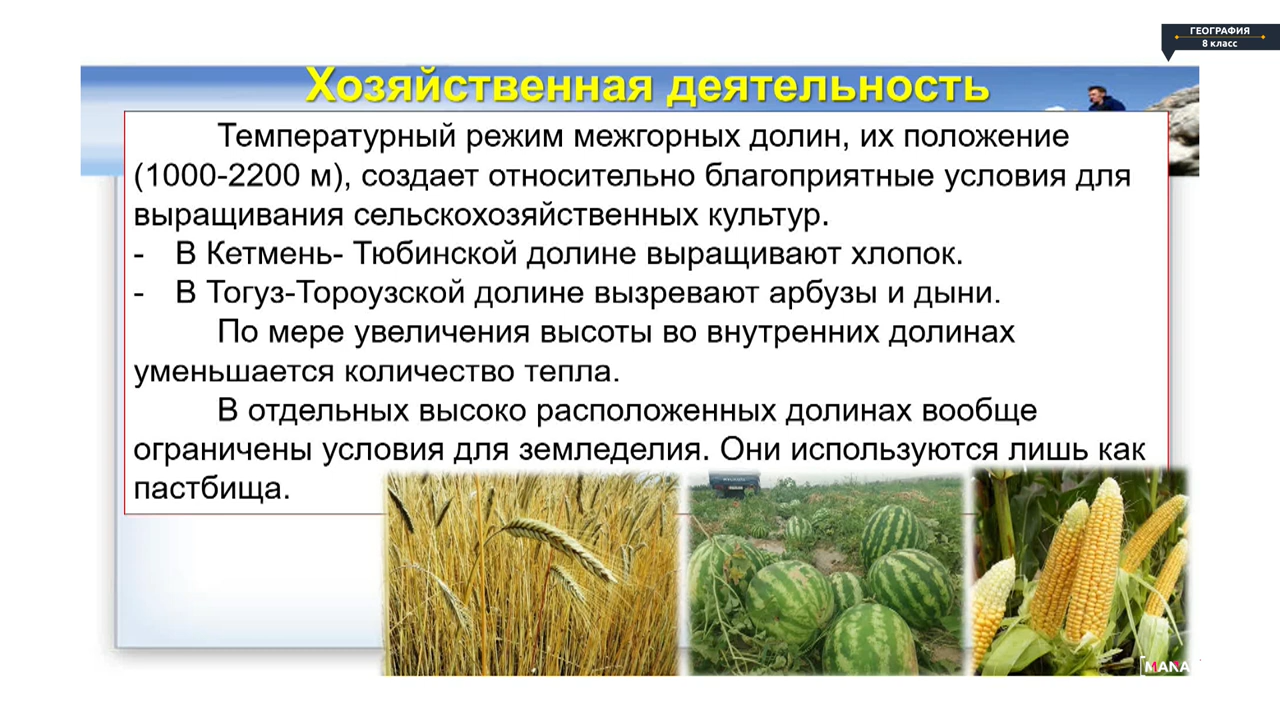 ГЕОГРАФИЯ
8 класс
Хозяйственная деятельность
Температурный режим межгорных долин, их положение
(1000-2200 м), создает относительно благоприятные условия для
выращивания сельскохозяйственных культур.
- В Кетмень- Тюбинской долине выращивают хлопок.
- В Тогуз-Тороузской долине вызревают арбузы и дыни.
По мере увеличения высоты во внутренних долинах
уменьшается количество тепла.
В отдельных высоко расположенных долинах вообще
ограничены условия для земледелия. Они используются лишь как
пастбища.